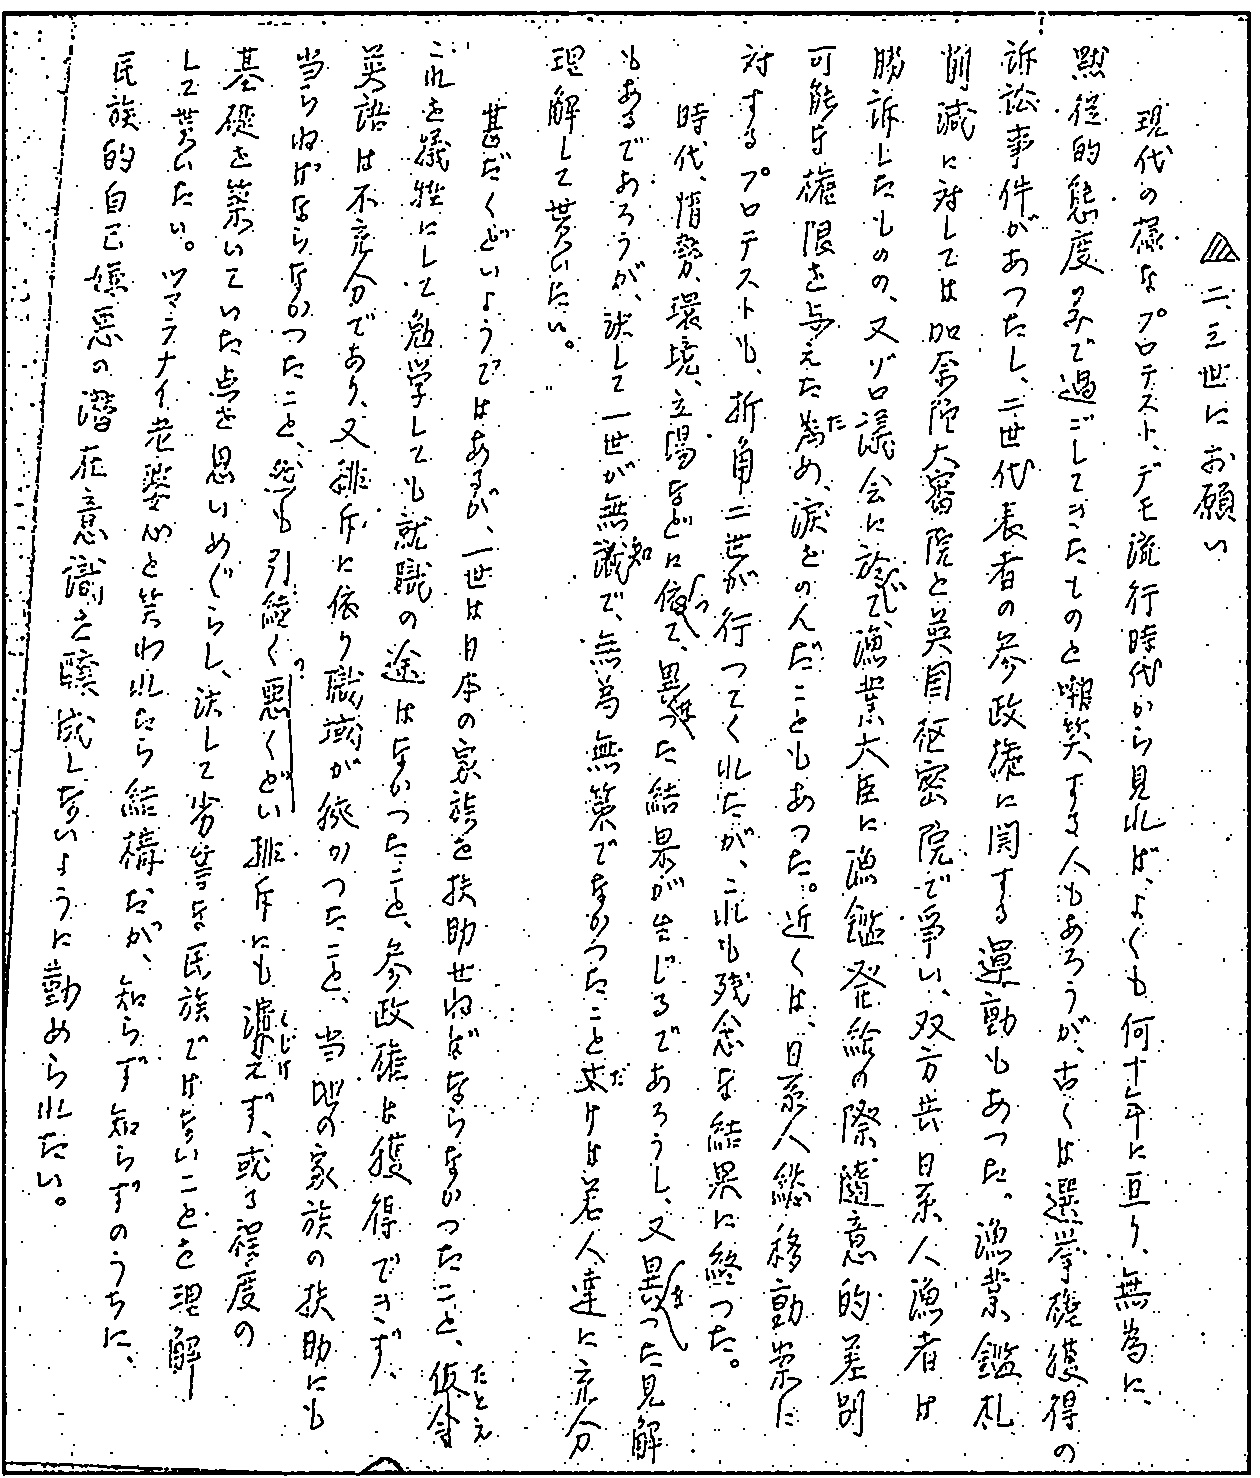 二、三世にお願い
現代の様なプロテスト、デモ流行時代から見れば、よくも何十年に亘り、無為に
黙従的態度のみで過ごしてきたものと嘲笑する人もあろうが、古くは選挙権獲得の
訴訟事件があつたし、二世代表者の参政権に関する運動もあつた。漁業鑑札
削減に対しては加奈陀大審院と英国枢密院で争い、双方共日系人漁者は
勝訴したものの、又ゾロ議会に於て、漁業大臣に漁鑑発給の際、随意的差別
可能な権限を与えた為め、涙をのんだこともあつた。近くは、日系人総移動案に
対するプロテストも、折角二世が行つてくれたが、これも残念な結果に終つた。
時代、情勢、環境、立場などに依つて、異った結果が生じるであろうし、又異った見解
もあるであろうが、決して一世が無知で、無為無策でなかつたこと丈けは若人達に充分
理解して貰いたい。
甚だくどいようではあるが、一世は日本の家族を扶助せねばならなかつたこと、仮令
これを犠牲にして勉学しても就職の途はなかつたこと、参政権は獲得できず、
英語は不充分であり、又排斥に依り職域が狭かつたこと、当地の家族の扶助にも
当らねばならなかつたこと、然も引続く悪くどい排斥にも
基礎を築いていた点を思いめぐらし、決して劣等な民族ではないことを理解
して貰いたい。ツマラナイ老婆心と笑われたら結構だが、知らず知らずのうちに、
民族的自己嫌悪の潜在意識を醸成しないように勤められたい。